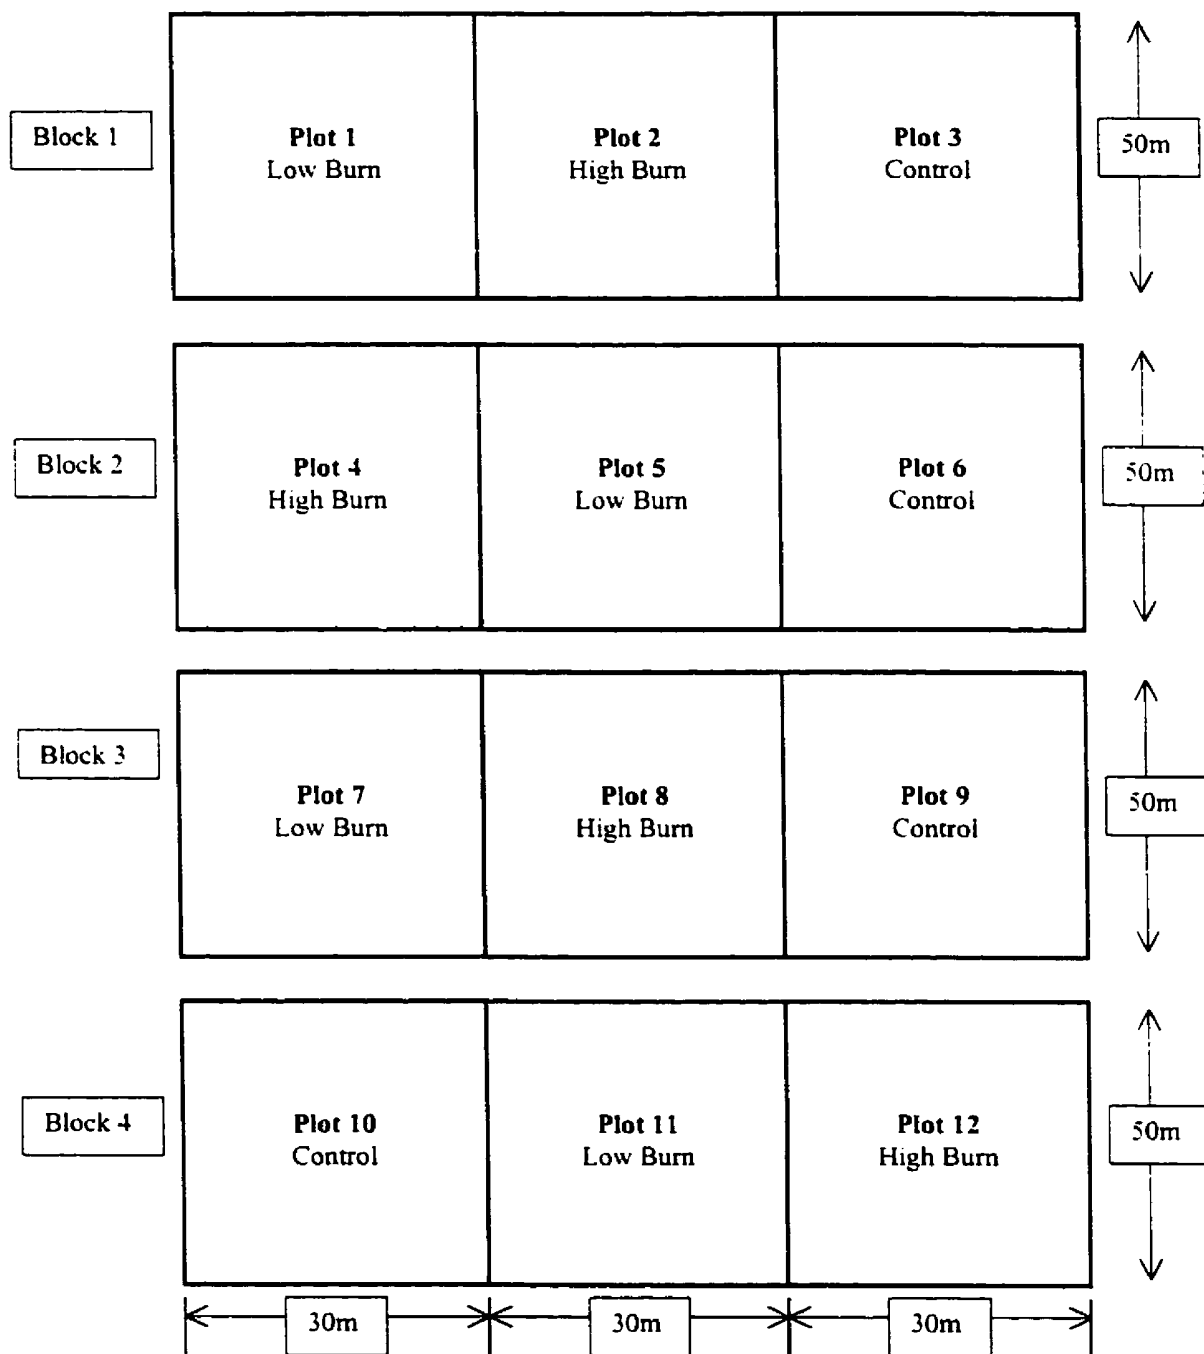 Block 1
Plot 1
Low Burn
Plot 2
High Burn
Plot 3
Control
50m
Block 2
Plot 4
High Burn
Plot 5
Low Burn
Plot 6
Control
50m
Block 3
Plot 7
Low Burn
Plot 8
High Burn
Plot 9
Control
50m
Block 4
Plot 10
Control
Plot 11
Low Burn
Plot 12
High Burn
50m
30m
30m
30m